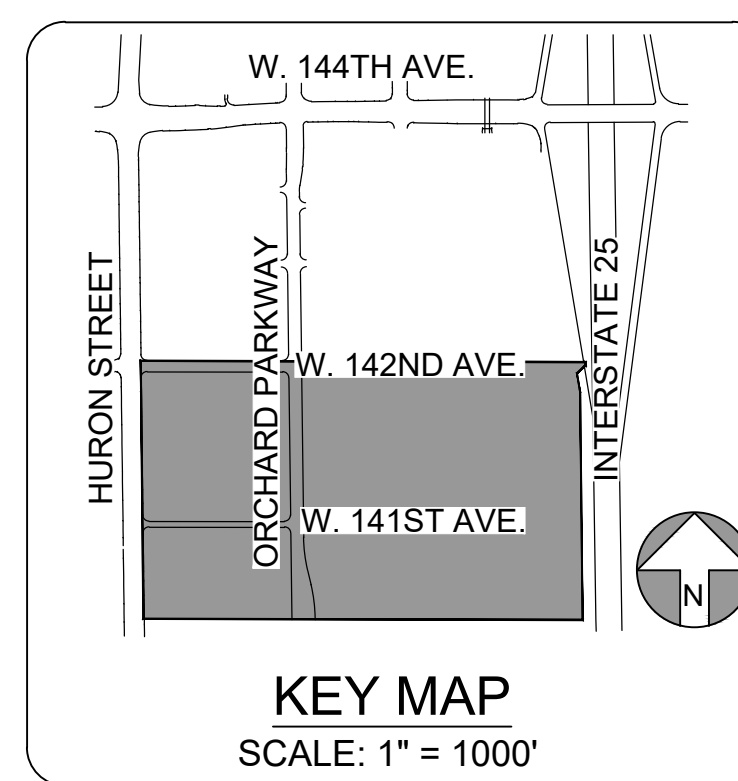 W. 144TH AVE.
HURON STREET
ORCHARD PARKWAY
INTERSTATE 25
W. 142ND AVE.
W. 141ST AVE.
N
KEY MAP
SCALE: 1" = 1000'